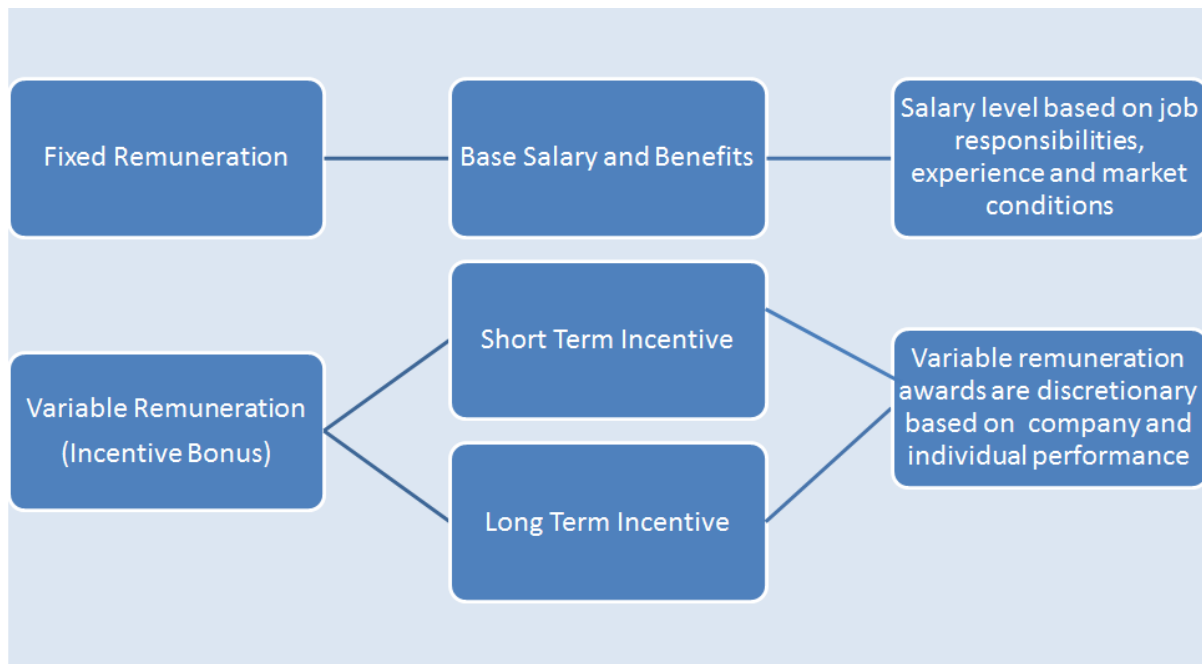 Fixed Remuneration
Base Salary and Benefits
Salary level based on job
responsibilities,
experience and market
conditions
Variable Remuneration
(Incentive Bonus)
Short Term Incentive
Long Term Incentive
Variable remuneration
awards are discretionary
based on  company and
individual performance